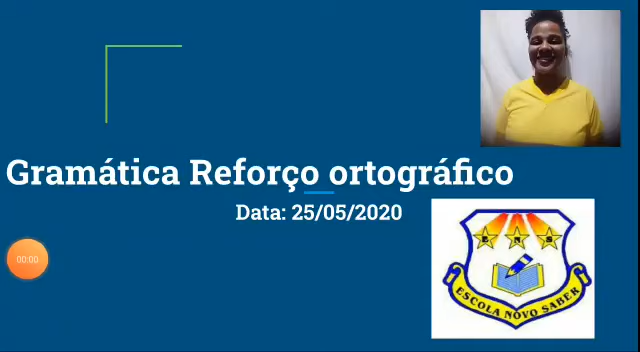 Gramática Reforço ortográfico
Data: 25/05/2020
00:00
E N S
ESCOLA NOVO SABER